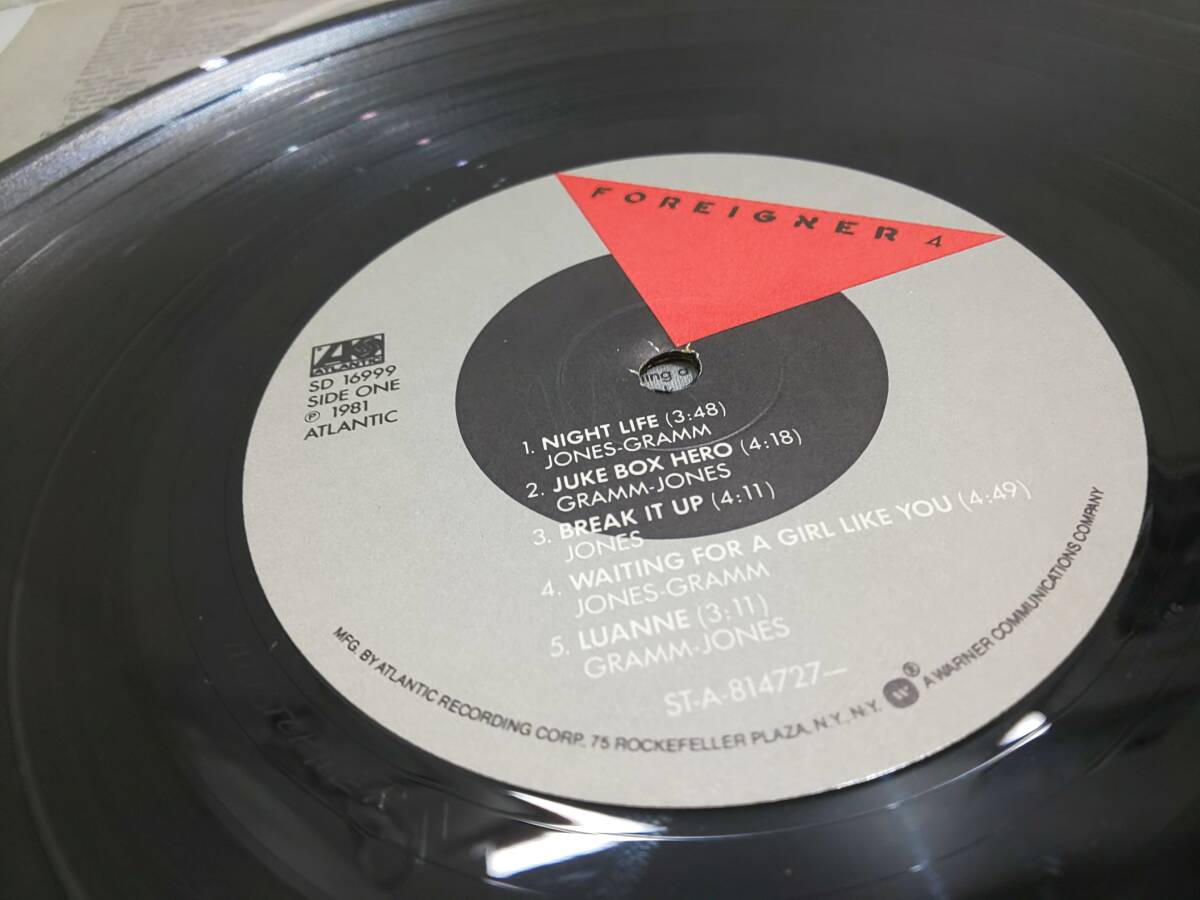 FOREIGNER 4
ATLANTIC
SD 16999
SIDE ONE
℗ 1981
ATLANTIC
1. NIGHT LIFE (3:48)
JONES-GRAMM
2. JUKE BOX HERO (4:18)
GRAMM-JONES
3. BREAK IT UP (4:11)
JONES
4. WAITING FOR A GIRL LIKE YOU (4:49)
JONES-GRAMM
5. LUANNE (3:11)
GRAMM-JONES
ST-A-814727—
MFG. BY ATLANTIC RECORDING CORP., 75 ROCKEFELLER PLAZA, N.Y., N.Y. ® A WARNER COMMUNICATIONS COMPANY